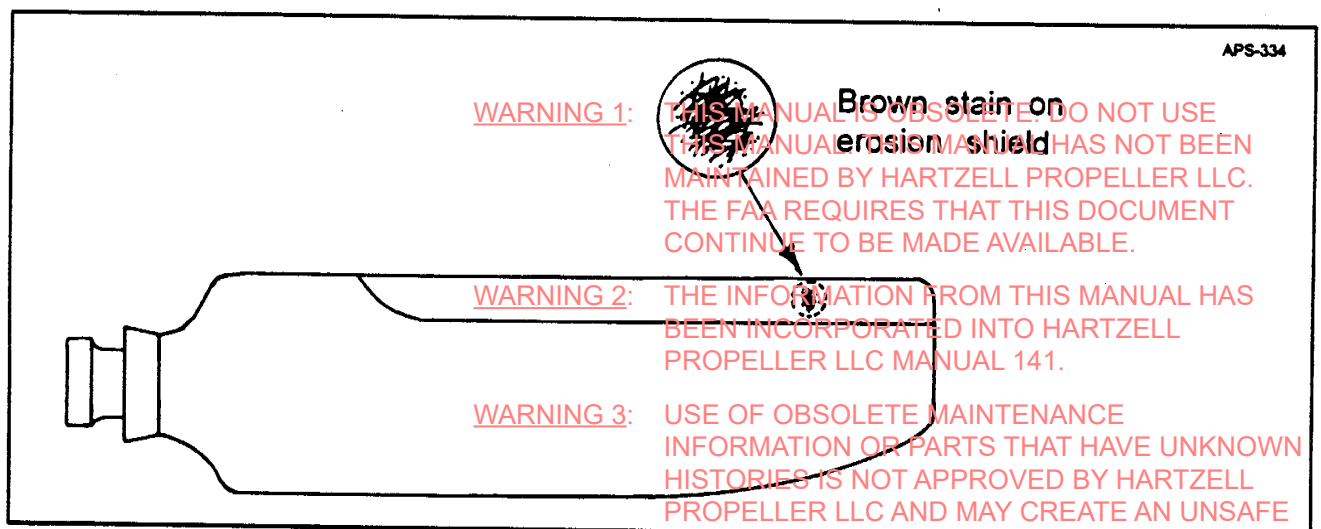 APS-334
Brown stain on
erosion shield
WARNING 1: THIS MANUAL IS OBSOLETE. DO NOT USE
THIS MANUAL. THIS MANUAL HAS NOT BEEN
MAINTAINED BY HARTZELL PROPELLER LLC.
THE FAA REQUIRES THAT THIS DOCUMENT
CONTINUE TO BE MADE AVAILABLE.
WARNING 2: THE INFORMATION FROM THIS MANUAL HAS
BEEN INCORPORATED INTO HARTZELL
PROPELLER LLC MANUAL 141.
WARNING 3: USE OF OBSOLETE MAINTENANCE
INFORMATION OR PARTS THAT HAVE UNKNOWN
HISTORIES IS NOT APPROVED BY HARTZELL
PROPELLER LLC AND MAY CREATE AN UNSAFE